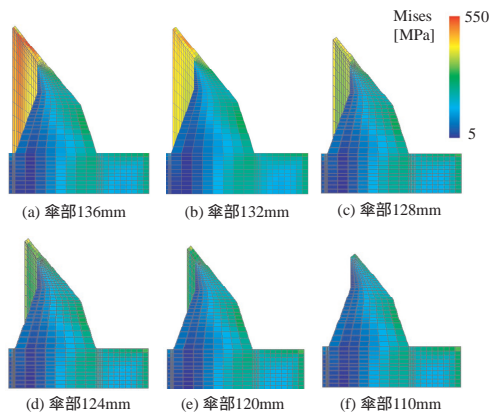 Mises
[MPa]
550
5
(a) 傘部136mm
(b) 傘部132mm
(c) 傘部128mm
(d) 傘部124mm
(e) 傘部120mm
(f) 傘部110mm